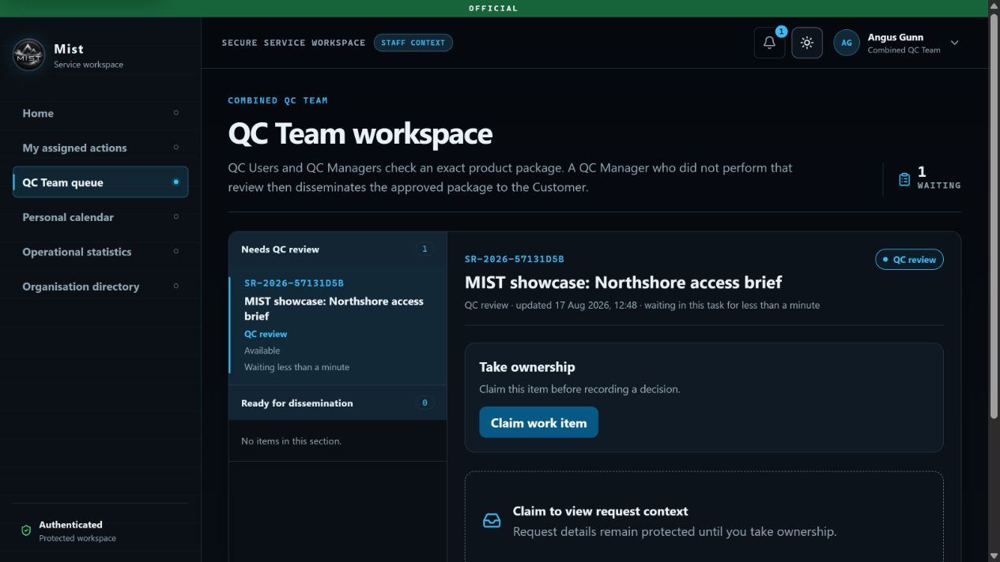 OFFICIAL
MIST
Mist
Service workspace
Home
My assigned actions
QC Team queue
Personal calendar
Operational statistics
Organisation directory
Authenticated
Protected workspace
SECURE SERVICE WORKSPACE
STAFF CONTEXT
1
AG
Angus Gunn
Combined QC Team
COMBINED QC TEAM
QC Team workspace
QC Users and QC Managers check an exact product package. A QC Manager who did not perform that
review then disseminates the approved package to the Customer.
1
WAITING
Needs QC review
1
SR-2026-57131D5B
MIST showcase: Northshore access
brief
QC review
Available
Waiting less than a minute
Ready for dissemination
0
No items in this section.
SR-2026-57131D5B
QC review
MIST showcase: Northshore access brief
QC review · updated 17 Aug 2026, 12:48 · waiting in this task for less than a minute
Take ownership
Claim this item before recording a decision.
Claim work item
Claim to view request context
Request details remain protected until you take ownership.